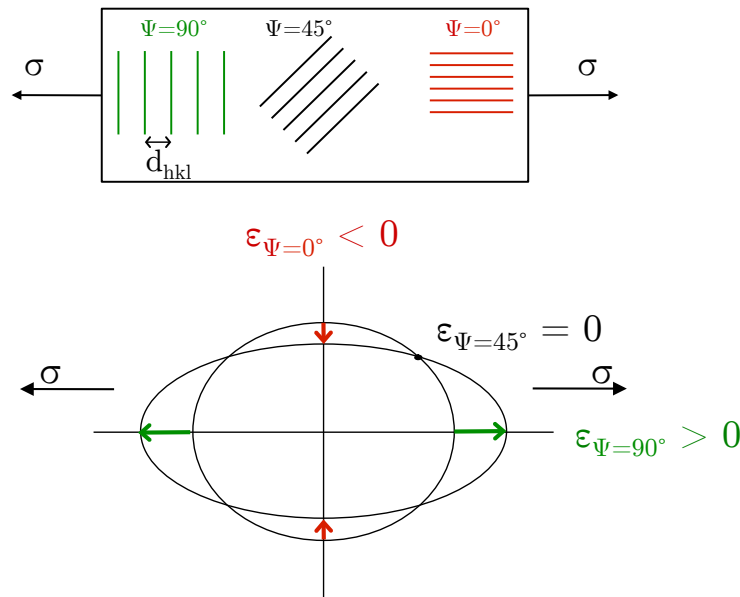 Ψ=90° Ψ=45° Ψ=0°
σ σ
d_hkl
ε_Ψ=0° < 0
ε_Ψ=45° = 0
σ σ
ε_Ψ=90° > 0